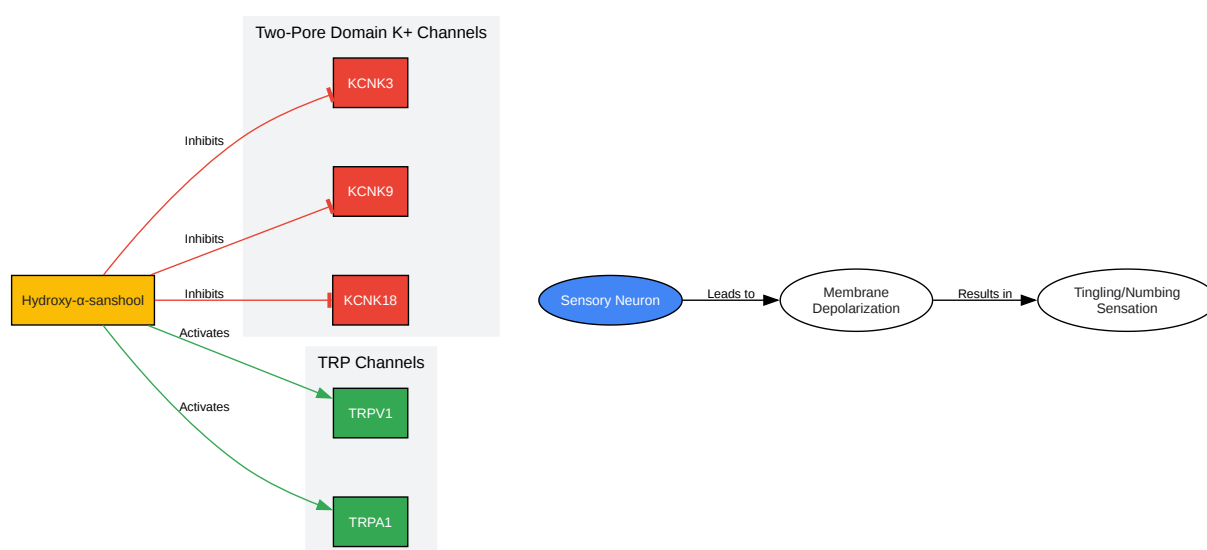 Two-Pore Domain K+ Channels
KCNK3
Inhibits
KCNK9
Inhibits
Hydroxy-α-sanshool
Inhibits
KCNK18
Activates
TRP Channels
TRPV1
Activates
TRPA1
Sensory Neuron
Leads to
Membrane
Depolarization
Results in
Tingling/Numbing
Sensation